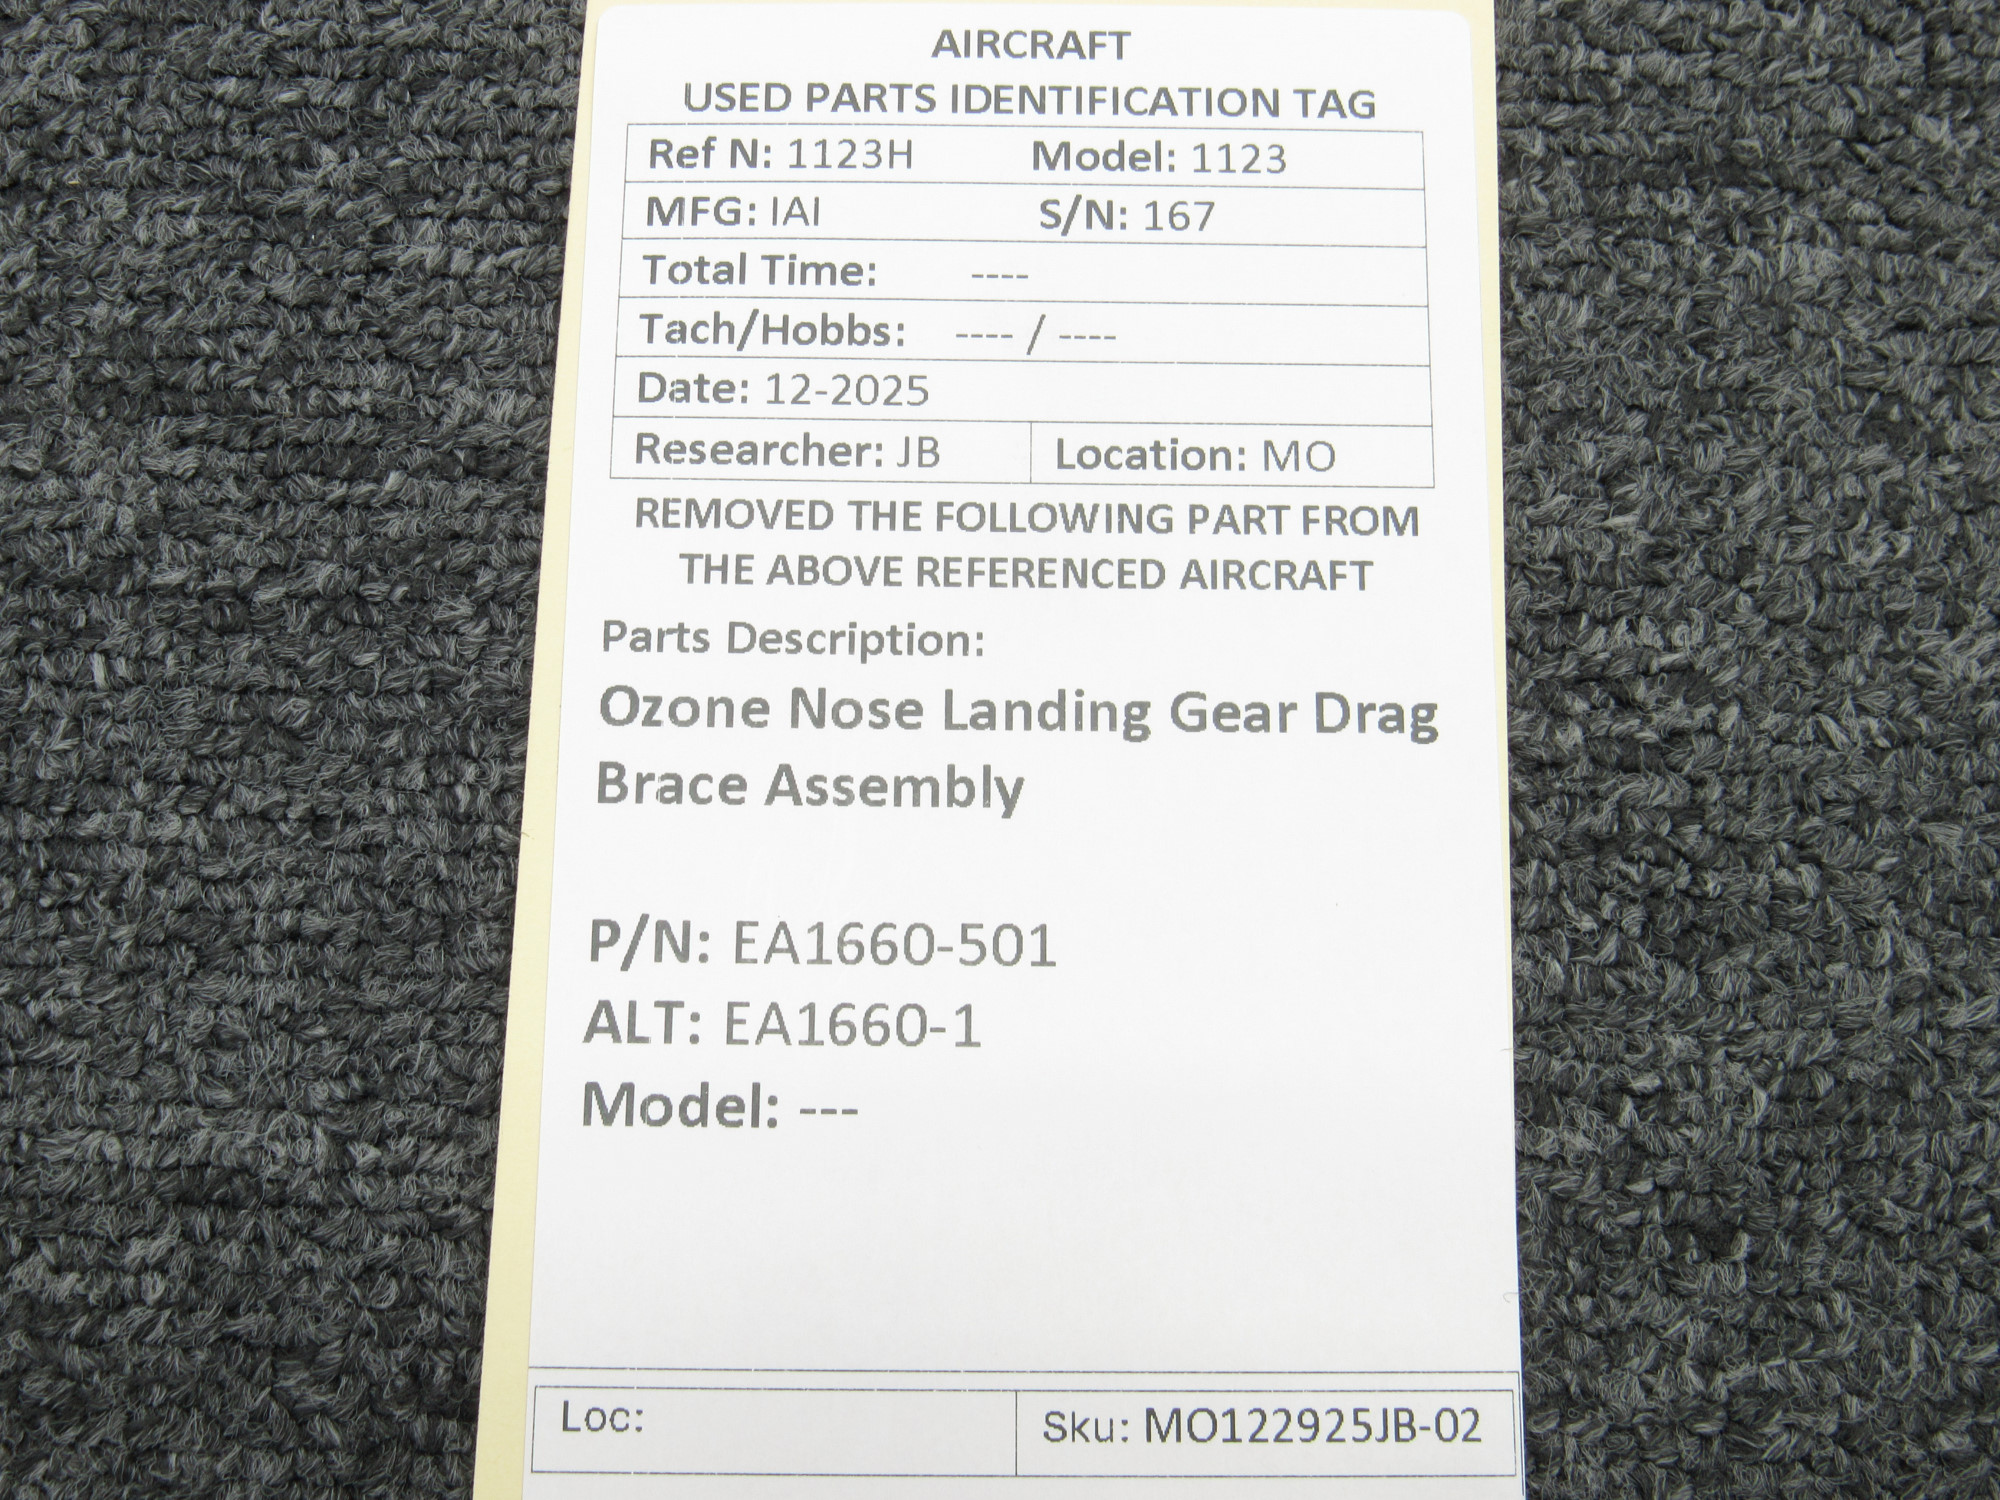 AIRCRAFT
USED PARTS IDENTIFICATION TAG
Ref N: 1123H Model: 1123
MFG: IAI S/N: 167
Total Time: ----
Tach/Hobbs: ---- / ----
Date: 12-2025
Researcher: JB Location: MO
REMOVED THE FOLLOWING PART FROM
THE ABOVE REFERENCED AIRCRAFT
Parts Description:
Ozone Nose Landing Gear Drag
Brace Assembly
P/N: EA1660-501
ALT: EA1660-1
Model: ---
Loc: Sku: MO122925JB-02